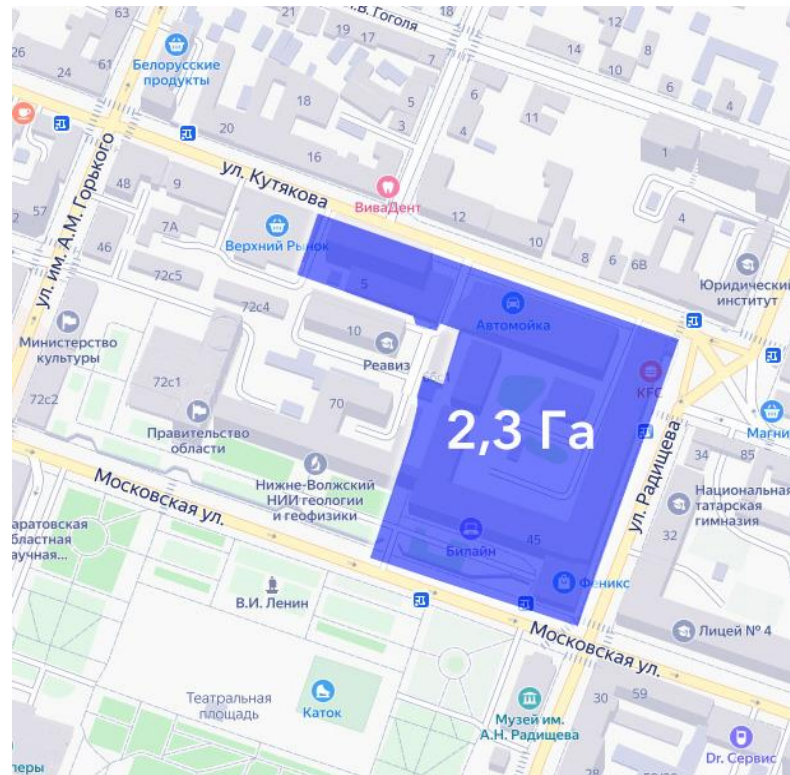 63
21
19
17
В. Гоголя
18
7
12
14
8
10
6
4
26
24
61
Белорусские
продукты
18
5
3
6
4
11
1
20
16
ул. Кутякова
ВиваДент
ул. им. А.М. Горького
48
9
2
57
7А
Верхний Рынок
12
10
8
6
6В
4
46
72с5
5
Юридический
институт
72с4
Автомойка
Министерство
культуры
10
Реавиз
KFC
72с1
70
72с2
2,3 Га
Магни
Правительство
области
ул. Радищева
34
85
Нижне-Волжский
НИИ геологии
и геофизики
Национальная
татарская
гимназия
Московская ул.
аратовская
бластная
аучная...
Билайн
45
32
Феникс
В.И. Ленин
Лицей № 4
Московская ул.
Театральная
площадь
Каток
Музей им.
А.Н. Радищева
30
59
перы
28
Dr. Сервис